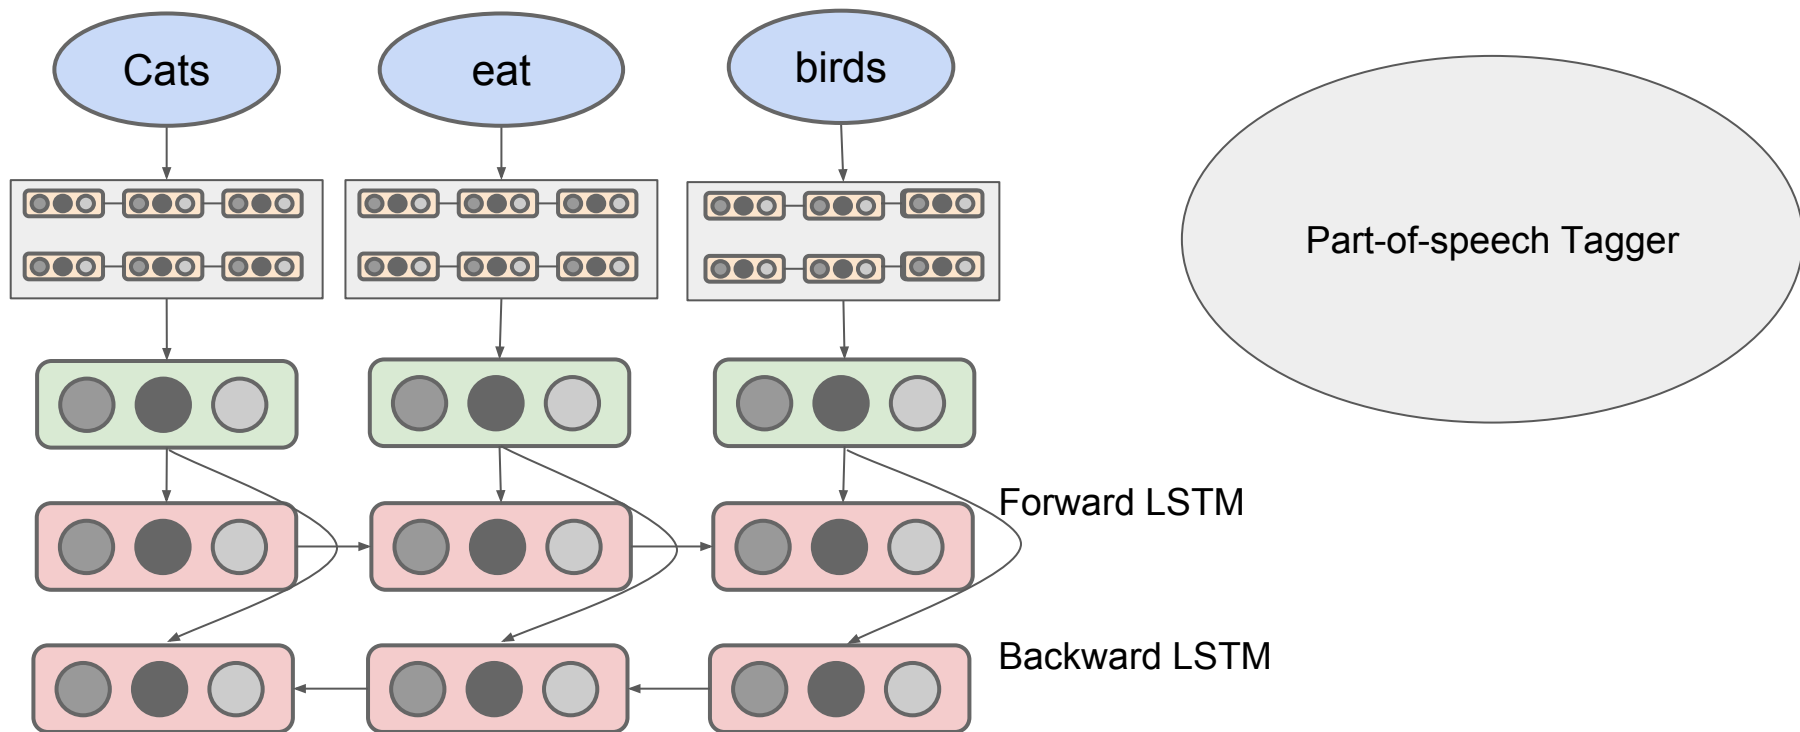 Cats
eat
birds
Part-of-speech Tagger
Forward LSTM
Backward LSTM